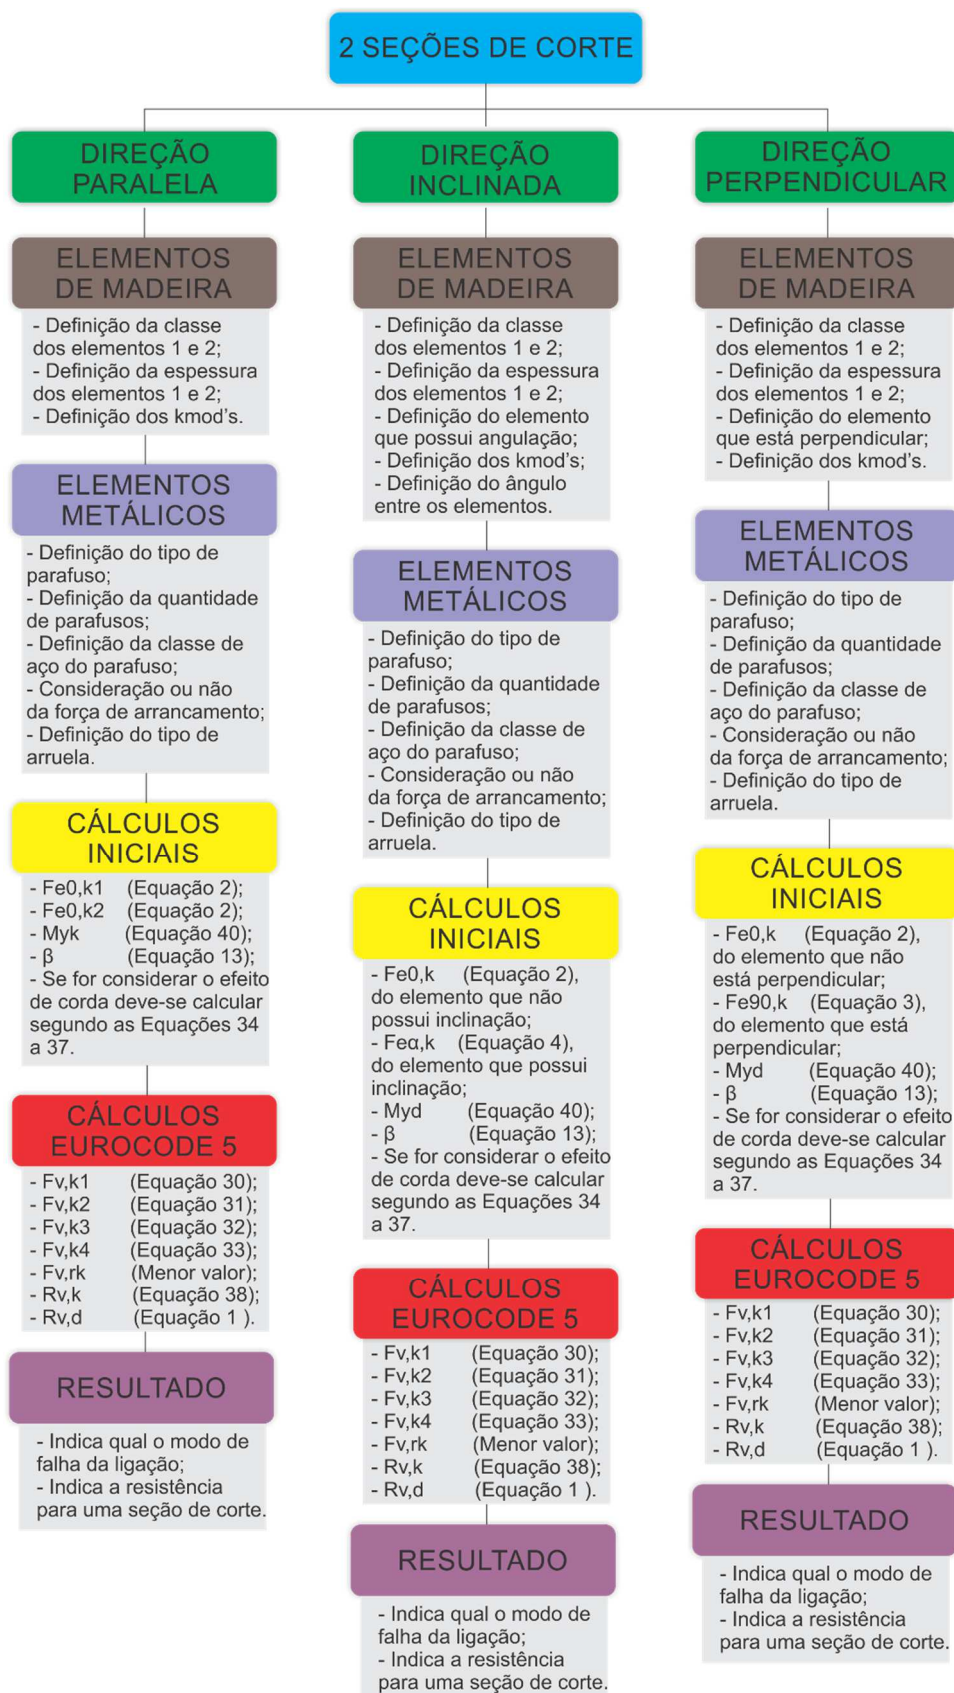 2 SEÇÕES DE CORTE
DIREÇÃO
PARALELA
ELEMENTOS
DE MADEIRA
- Definição da classe
dos elementos 1 e 2;
- Definição da espessura
dos elementos 1 e 2;
- Definição dos kmod's.
ELEMENTOS
METÁLICOS
- Definição do tipo de
parafuso;
- Definição da quantidade
de parafusos;
- Definição da classe de
aço do parafuso;
- Consideração ou não
da força de arrancamento;
- Definição do tipo de
arruela.
CÁLCULOS
INICIAIS
- Fe0,k1 (Equação 2);
- Fe0,k2 (Equação 2);
- Myk (Equação 40);
- β (Equação 13);
- Se for considerar o efeito
de corda deve-se calcular
segundo as Equações 34
a 37.
CÁLCULOS
EUROCODE 5
- Fv,k1 (Equação 30);
- Fv,k2 (Equação 31);
- Fv,k3 (Equação 32);
- Fv,k4 (Equação 33);
- Fv,rk (Menor valor);
- Rv,k (Equação 38);
- Rv,d (Equação 1 ).
RESULTADO
- Indica qual o modo de
falha da ligação;
- Indica a resistência
para uma seção de corte.
DIREÇÃO
INCLINADA
ELEMENTOS
DE MADEIRA
- Definição da classe
dos elementos 1 e 2;
- Definição da espessura
dos elementos 1 e 2;
- Definição do elemento
que possui angulação;
- Definição dos kmod's;
- Definição do ângulo
entre os elementos.
ELEMENTOS
METÁLICOS
- Definição do tipo de
parafuso;
- Definição da quantidade
de parafusos;
- Definição da classe de
aço do parafuso;
- Consideração ou não
da força de arrancamento;
- Definição do tipo de
arruela.
CÁLCULOS
INICIAIS
- Fe0,k (Equação 2),
do elemento que não
possui inclinação;
- Feα,k (Equação 4),
do elemento que possui
inclinação;
- Myd (Equação 40);
- β (Equação 13);
- Se for considerar o efeito
de corda deve-se calcular
segundo as Equações 34
a 37.
CÁLCULOS
EUROCODE 5
- Fv,k1 (Equação 30);
- Fv,k2 (Equação 31);
- Fv,k3 (Equação 32);
- Fv,k4 (Equação 33);
- Fv,rk (Menor valor);
- Rv,k (Equação 38);
- Rv,d (Equação 1 ).
RESULTADO
- Indica qual o modo de
falha da ligação;
- Indica a resistência
para uma seção de corte.
DIREÇÃO
PERPENDICULAR
ELEMENTOS
DE MADEIRA
- Definição da classe
dos elementos 1 e 2;
- Definição da espessura
dos elementos 1 e 2;
- Definição do elemento
que está perpendicular;
- Definição dos kmod's.
ELEMENTOS
METÁLICOS
- Definição do tipo de
parafuso;
- Definição da quantidade
de parafusos;
- Definição da classe de
aço do parafuso;
- Consideração ou não
da força de arrancamento;
- Definição do tipo de
arruela.
CÁLCULOS
INICIAIS
- Fe0,k (Equação 2),
do elemento que não
está perpendicular;
- Fe90,k (Equação 3),
do elemento que está
perpendicular;
- Myd (Equação 40);
- β (Equação 13);
- Se for considerar o efeito
de corda deve-se calcular
segundo as Equações 34
a 37.
CÁLCULOS
EUROCODE 5
- Fv,k1 (Equação 30);
- Fv,k2 (Equação 31);
- Fv,k3 (Equação 32);
- Fv,k4 (Equação 33);
- Fv,rk (Menor valor);
- Rv,k (Equação 38);
- Rv,d (Equação 1 ).
RESULTADO
- Indica qual o modo de
falha da ligação;
- Indica a resistência
para uma seção de corte.